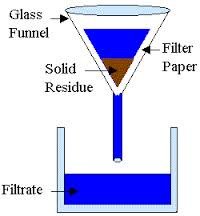 Glass
Funnel
Filter
Paper
Solid
Residue
Filtrate